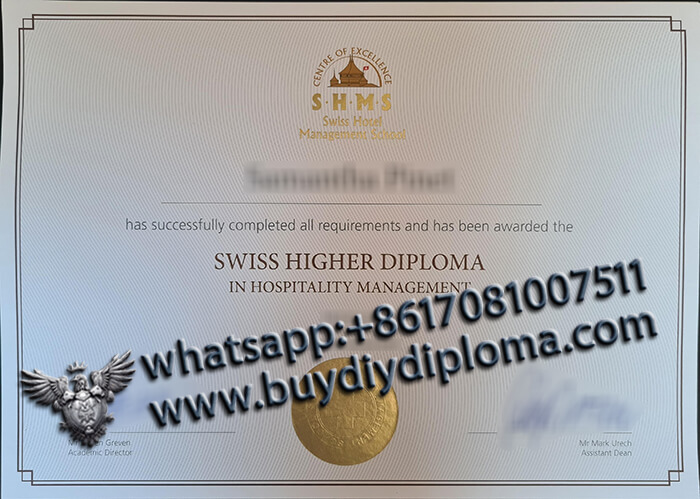 CENTRE OF EXCELLENCE
S·H·M·S
Swiss Hotel
Management School
has successfully completed all requirements and has been awarded the
SWISS HIGHER DIPLOMA
IN HOSPITALITY MANAGEMENT
whatsapp:+8617081007511
www.buydiydiploma.com
Greven
Mr Mark Urech
Academic Director
Assistant Dean